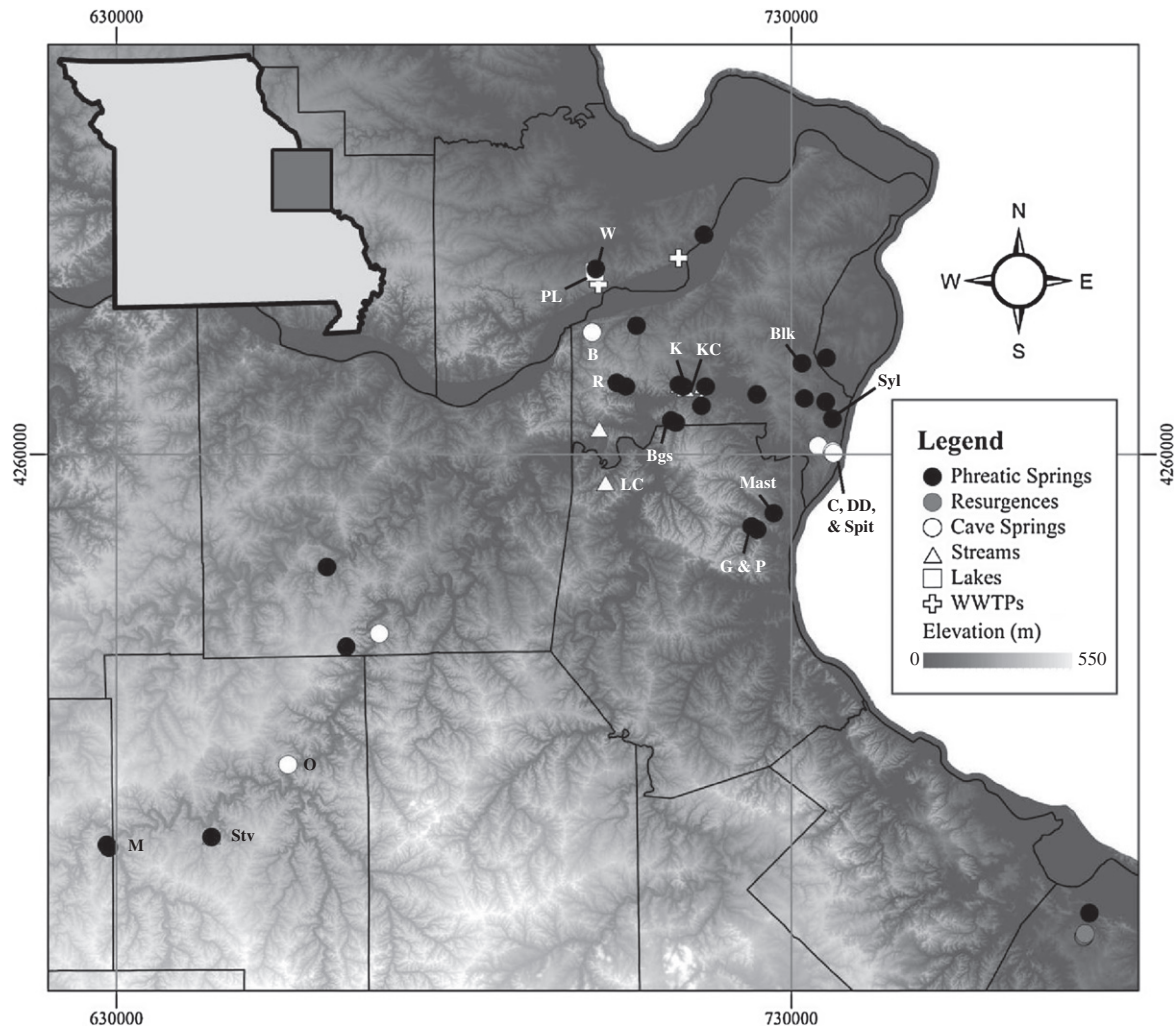 630000
730000
N
W
E
S
W
PL
B
K
KC
Blk
R
Syl
Bgs
4260000
4260000
LC
Mast
C, DD,
& Spit
G & P
O
Stv
M
Legend
Phreatic Springs
Resurgences
Cave Springs
Streams
Lakes
WWTPs
Elevation (m)
0
550
630000
730000